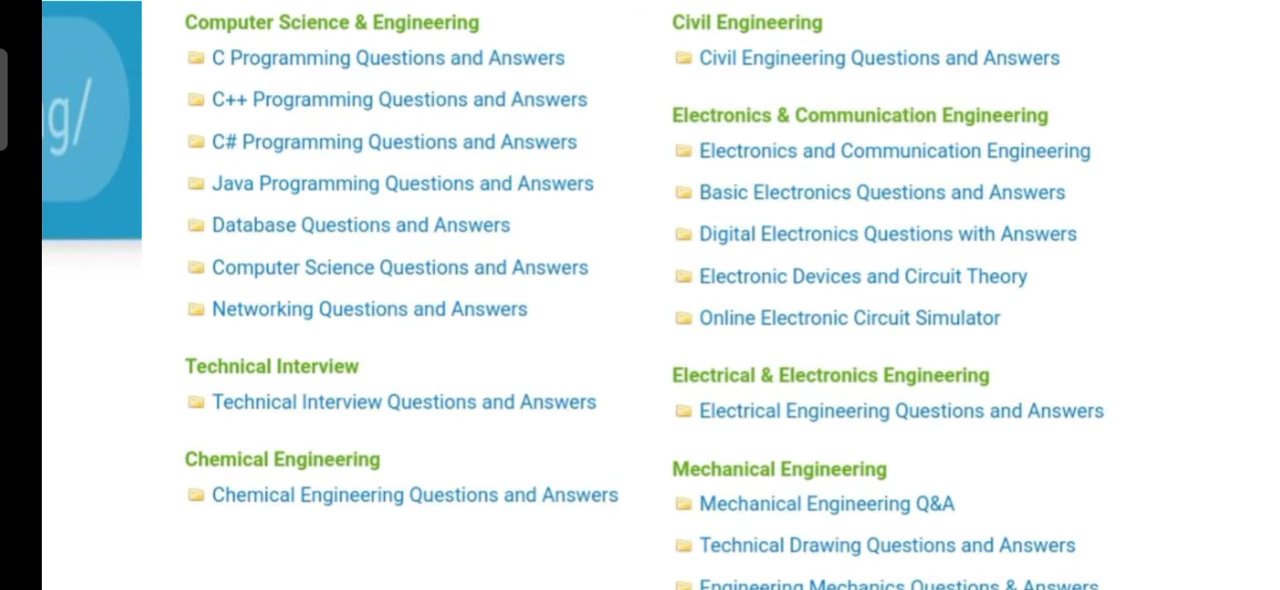 g/
Computer Science & Engineering
C Programming Questions and Answers
C++ Programming Questions and Answers
C# Programming Questions and Answers
Java Programming Questions and Answers
Database Questions and Answers
Computer Science Questions and Answers
Networking Questions and Answers
Technical Interview
Technical Interview Questions and Answers
Chemical Engineering
Chemical Engineering Questions and Answers
Civil Engineering
Civil Engineering Questions and Answers
Electronics & Communication Engineering
Electronics and Communication Engineering
Basic Electronics Questions and Answers
Digital Electronics Questions with Answers
Electronic Devices and Circuit Theory
Online Electronic Circuit Simulator
Electrical & Electronics Engineering
Electrical Engineering Questions and Answers
Mechanical Engineering
Mechanical Engineering Q&A
Technical Drawing Questions and Answers
Engineering Mechanics Questions & Answers